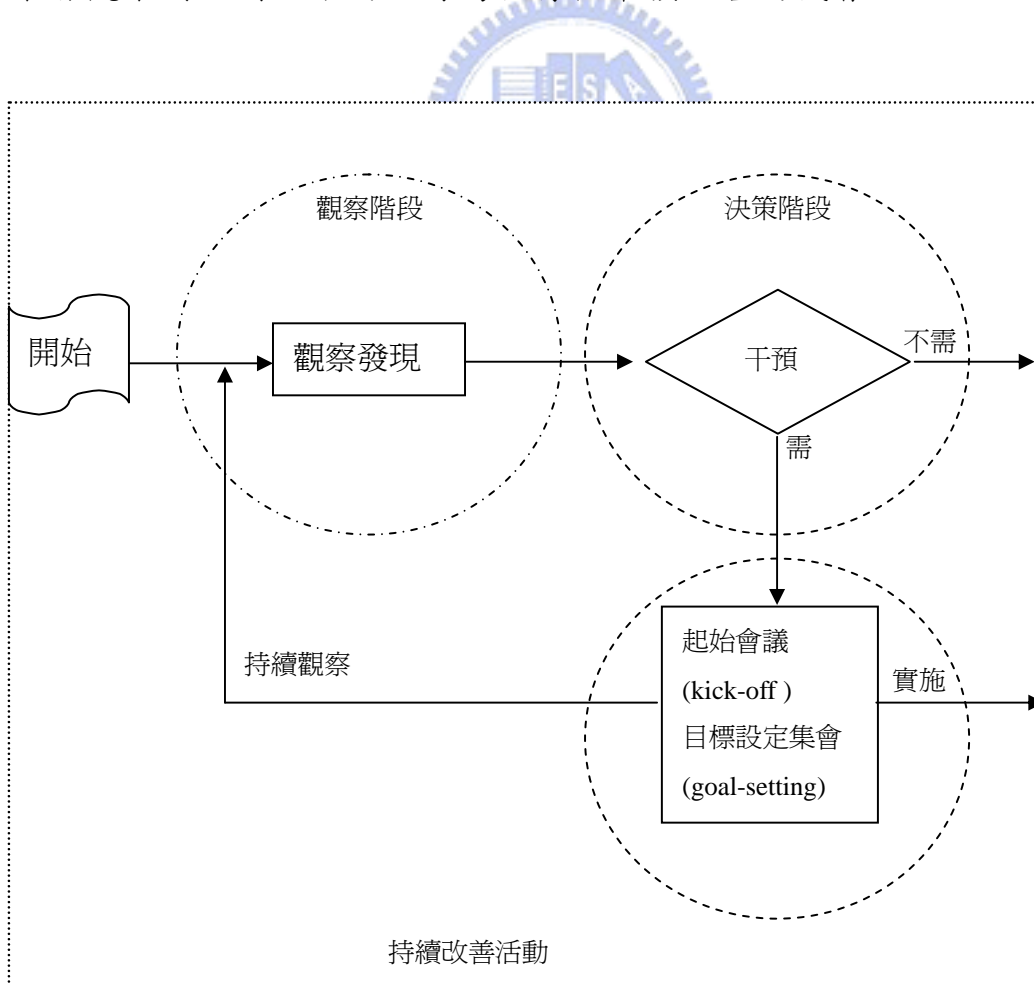 ESA
觀察階段
決策階段
開始
觀察發現
干預
不需
需
起始會議
(kick-off )
目標設定集會
(goal-setting)
實施
持續觀察
持續改善活動